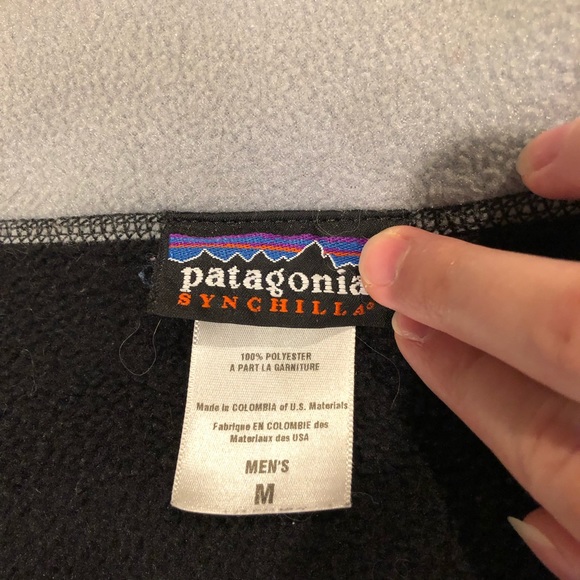 patagonia
SYNCHILLA
100% POLYESTER
A PART LA GARNITURE
Made in COLOMBIA of U.S. Materials
Fabrique EN COLOMBIE des
Materiaux des USA
MEN'S
M